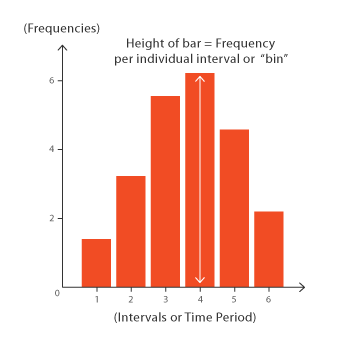 (Frequencies)
Height of bar = Frequency
per individual interval or “bin”
6
4
2
0
1 2 3 4 5 6
(Intervals or Time Period)